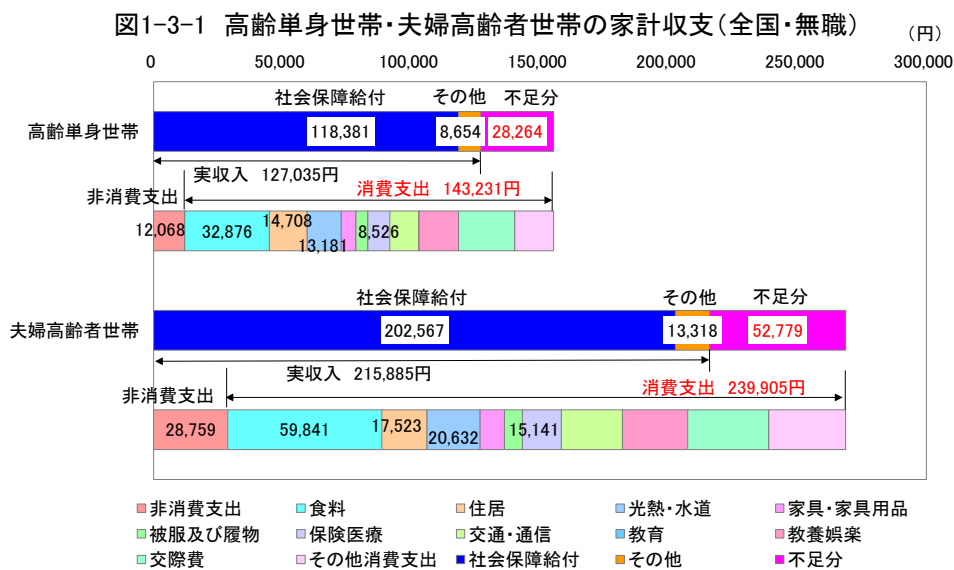 図1-3-1 高齢単身世帯・夫婦高齢者世帯の家計収支(全国・無職)
(円)
0 50,000 100,000 150,000 200,000 250,000 300,000
社会保障給付 その他 不足分
高齢単身世帯 118,381 8,654 28,264
実収入 127,035円
非消費支出 消費支出 143,231円
12,068 32,876 14,708 13,181 8,526
社会保障給付 その他 不足分
夫婦高齢者世帯 202,567 13,318 52,779
実収入 215,885円
非消費支出 消費支出 239,905円
28,759 59,841 17,523 20,632 15,141
非消費支出 食料 住居 光熱・水道 家具・家具用品
被服及び履物 保険医療 交通・通信 教育 教養娯楽
交際費 その他消費支出 社会保障給付 その他 不足分